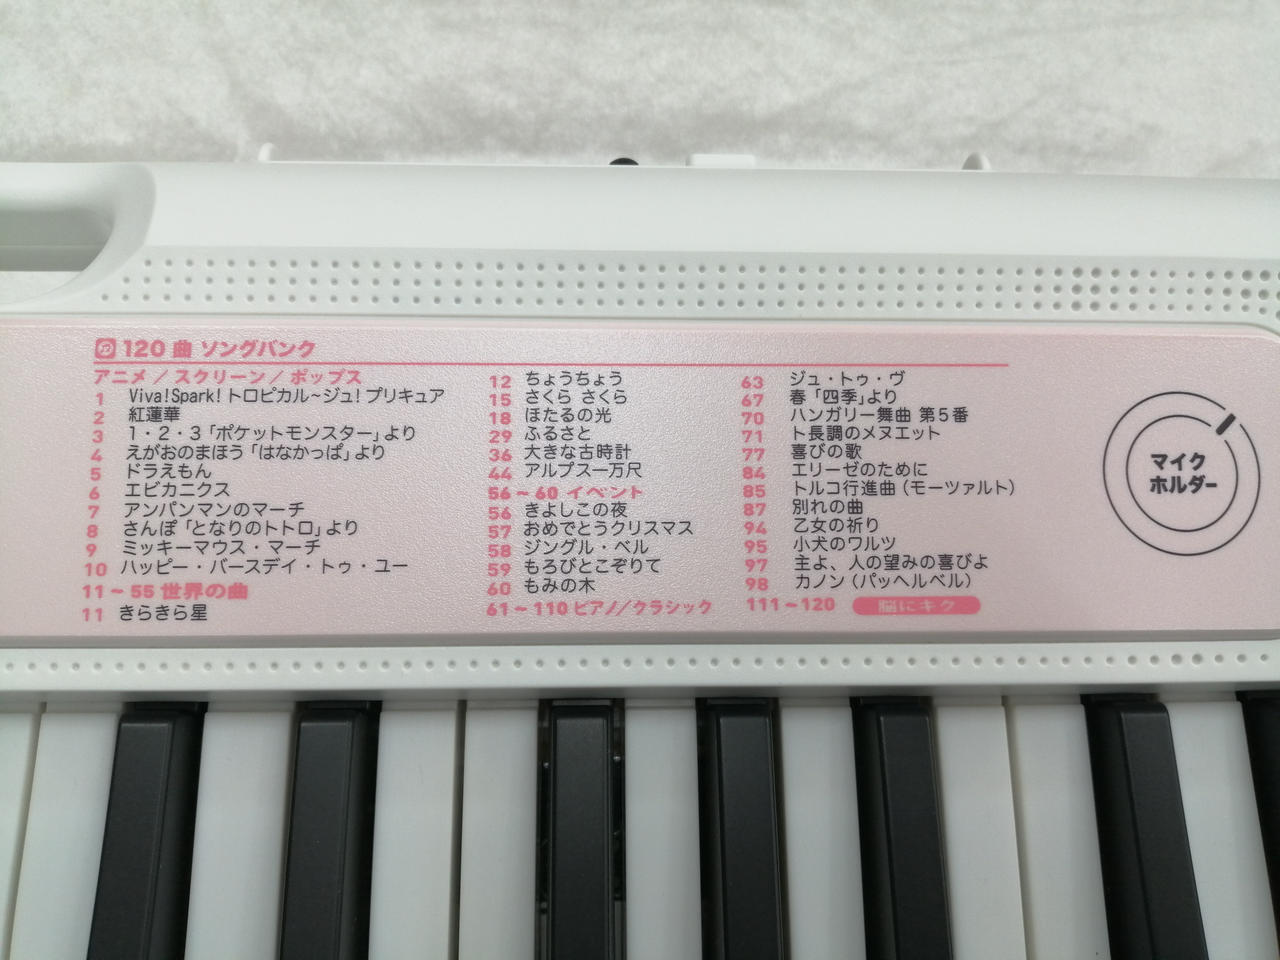 120 曲 ソングバンク
アニメ／スクリーン／ポップス
1 Viva!Spark!トロピカル~ジュ!プリキュア
2 紅蓮華
3 1・2・3「ポケットモンスター」より
4 えがおのまほう「はなかっぱ」より
5 ドラえもん
6 エビカニクス
7 アンパンマンのマーチ
8 さんぽ「となりのトトロ」より
9 ミッキーマウス・マーチ
10 ハッピー・バースデイ・トゥ・ユー
11～55 世界の曲
11 きらきら星
12 ちょうちょう
15 さくら さくら
18 ほたるの光
29 ふるさと
36 大きな古時計
44 アルプス一万尺
56～60 イベント
56 きよしこの夜
57 おめでとうクリスマス
58 ジングル・ベル
59 もろびとこぞりて
60 もみの木
61～110 ピアノ／クラシック
63 ジュ・トゥ・ヴ
67 春「四季」より
70 ハンガリー舞曲 第5番
71 ト長調のメヌエット
77 喜びの歌
84 エリーゼのために
85 トルコ行進曲（モーツァルト）
87 別れの曲
94 乙女の祈り
95 小犬のワルツ
97 主よ、人の望みの喜びよ
98 カノン（パッヘルベル）
111～120 脳にキク
マイク
ホルダー